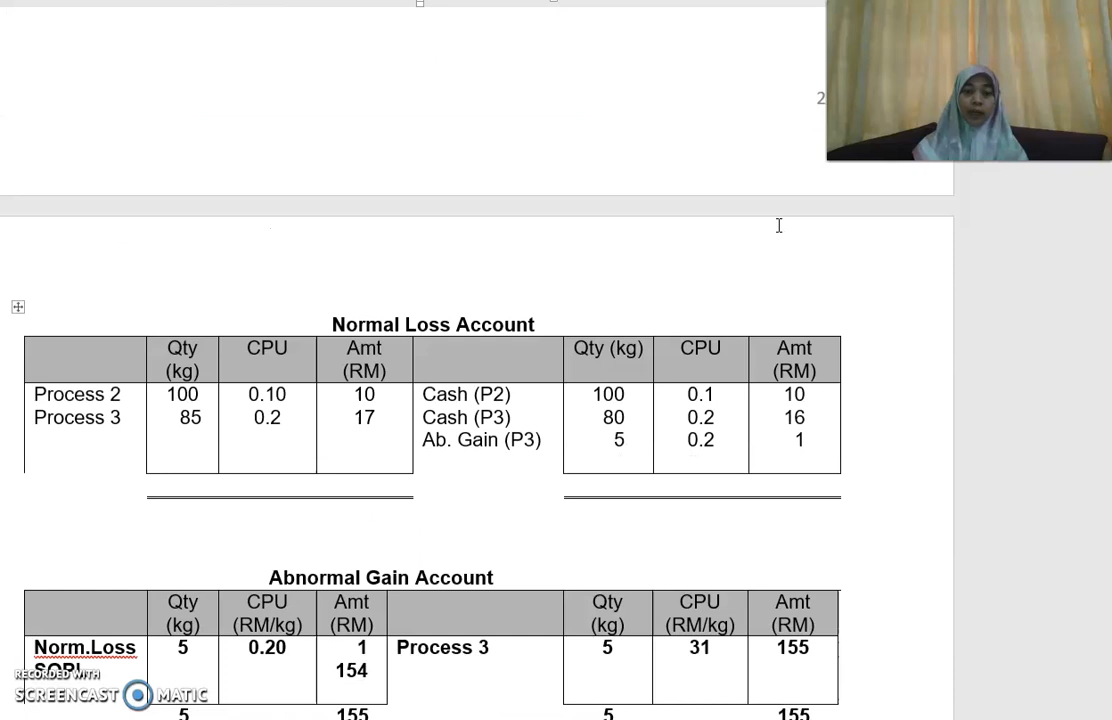 2
Normal Loss Account
Qty (kg) CPU Amt (RM) Qty (kg) CPU Amt (RM)
Process 2 100 0.10 10 Cash (P2) 100 0.1 10
Process 3 85 0.2 17 Cash (P3) 80 0.2 16
Ab. Gain (P3) 5 0.2 1
Abnormal Gain Account
Qty (kg) CPU (RM/kg) Amt (RM) Qty (kg) CPU (RM/kg) Amt (RM)
Norm.Loss 5 0.20 1 Process 3 5 31 155
SOPL 154
5 155 5 155
RECORDED WITH
SCREENCAST MATIC